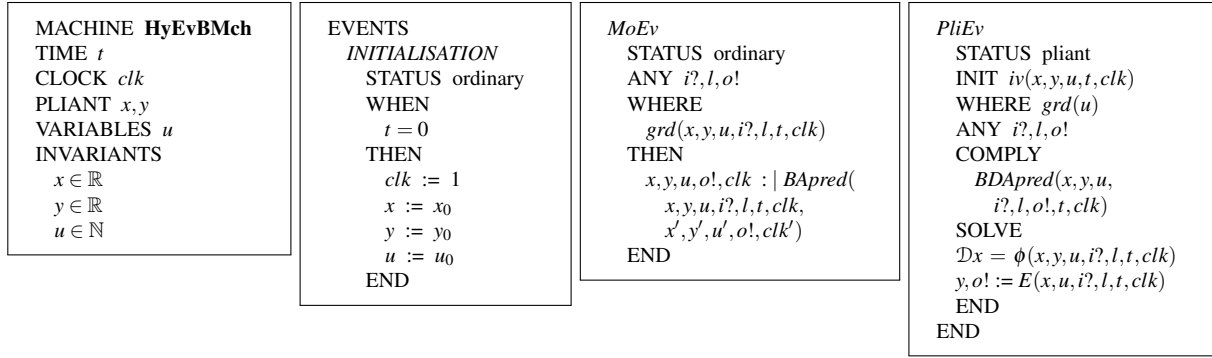 MACHINE HyEvBMch
TIME t
CLOCK clk
PLIANT x,y
VARIABLES u
INVARIANTS
x ∈ ℝ
y ∈ ℝ
u ∈ ℕ
EVENTS
INITIALISATION
STATUS ordinary
WHEN
t = 0
THEN
clk := 1
x := x₀
y := y₀
u := u₀
END
MoEv
STATUS ordinary
ANY i?,l,o!
WHERE
grd(x,y,u,i?,l,t,clk)
THEN
x,y,u,o!,clk :| BApred(
x,y,u,i?,l,t,clk,
x′,y′,u′,o!,clk′)
END
PliEv
STATUS pliant
INIT iv(x,y,u,t,clk)
WHERE grd(u)
ANY i?,l,o!
COMPLY
BDApred(x,y,u,
i?,l,o!,t,clk)
SOLVE
𝒟x = ϕ(x,y,u,i?,l,t,clk)
y,o! := E(x,u,i?,l,t,clk)
END
END